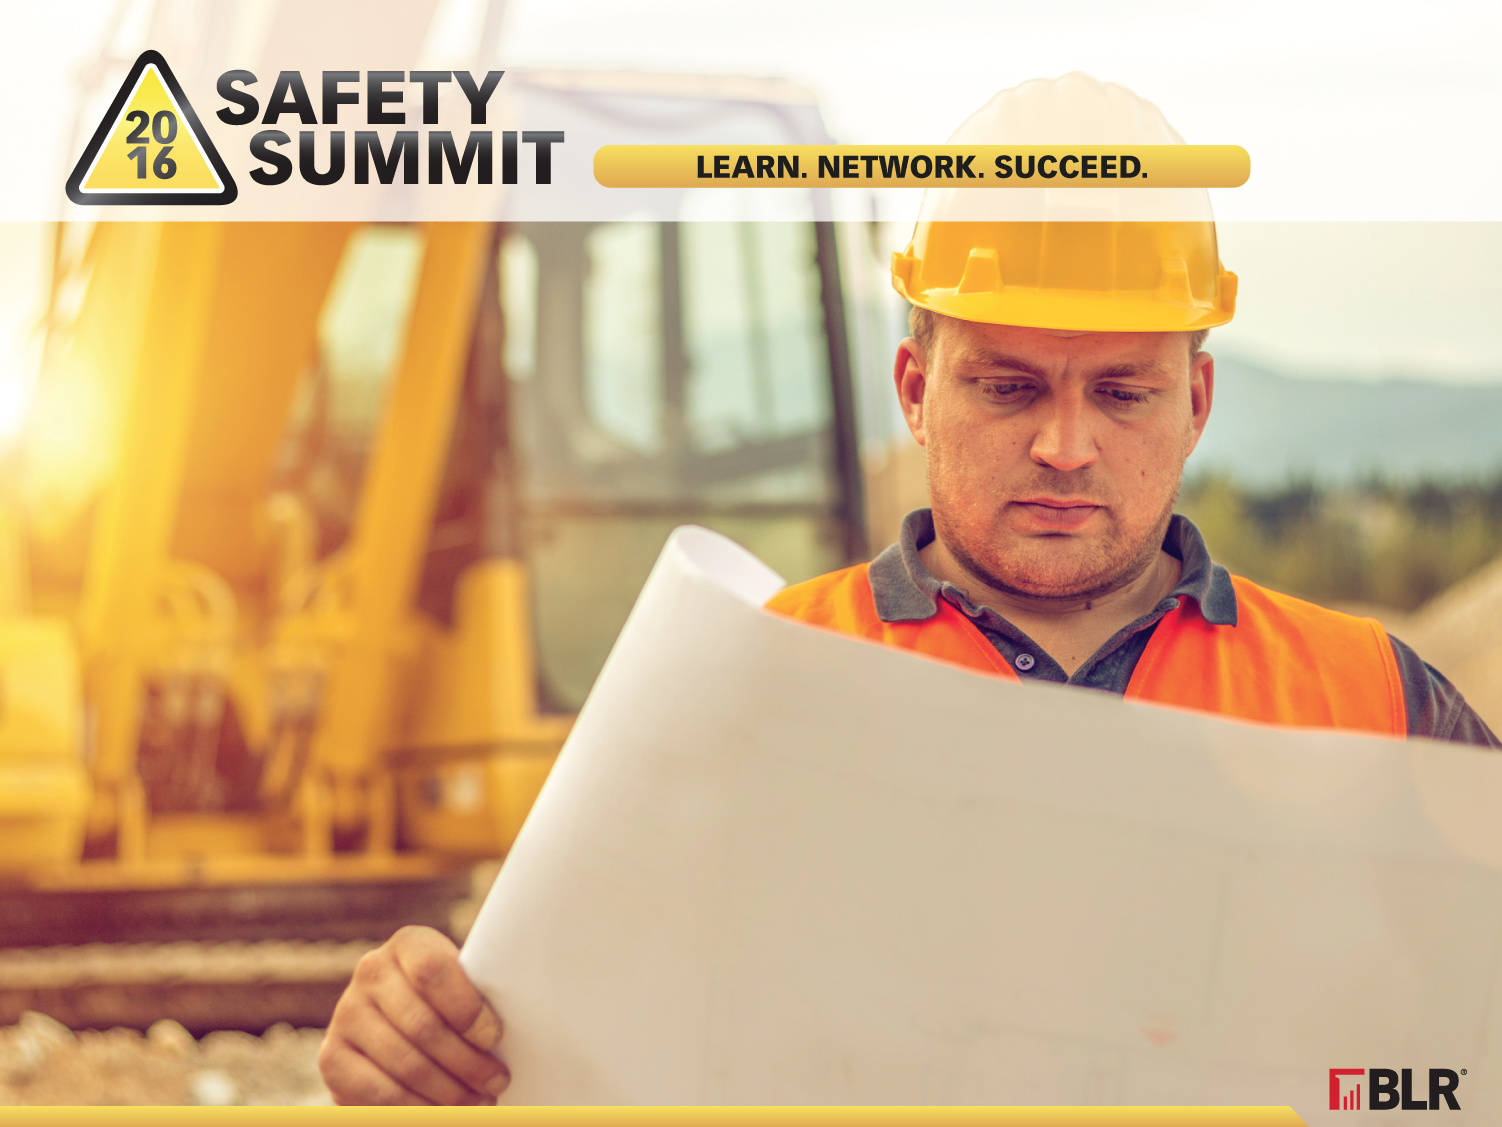 20
16
SAFETY
SUMMIT
LEARN. NETWORK. SUCCEED.
BLR®